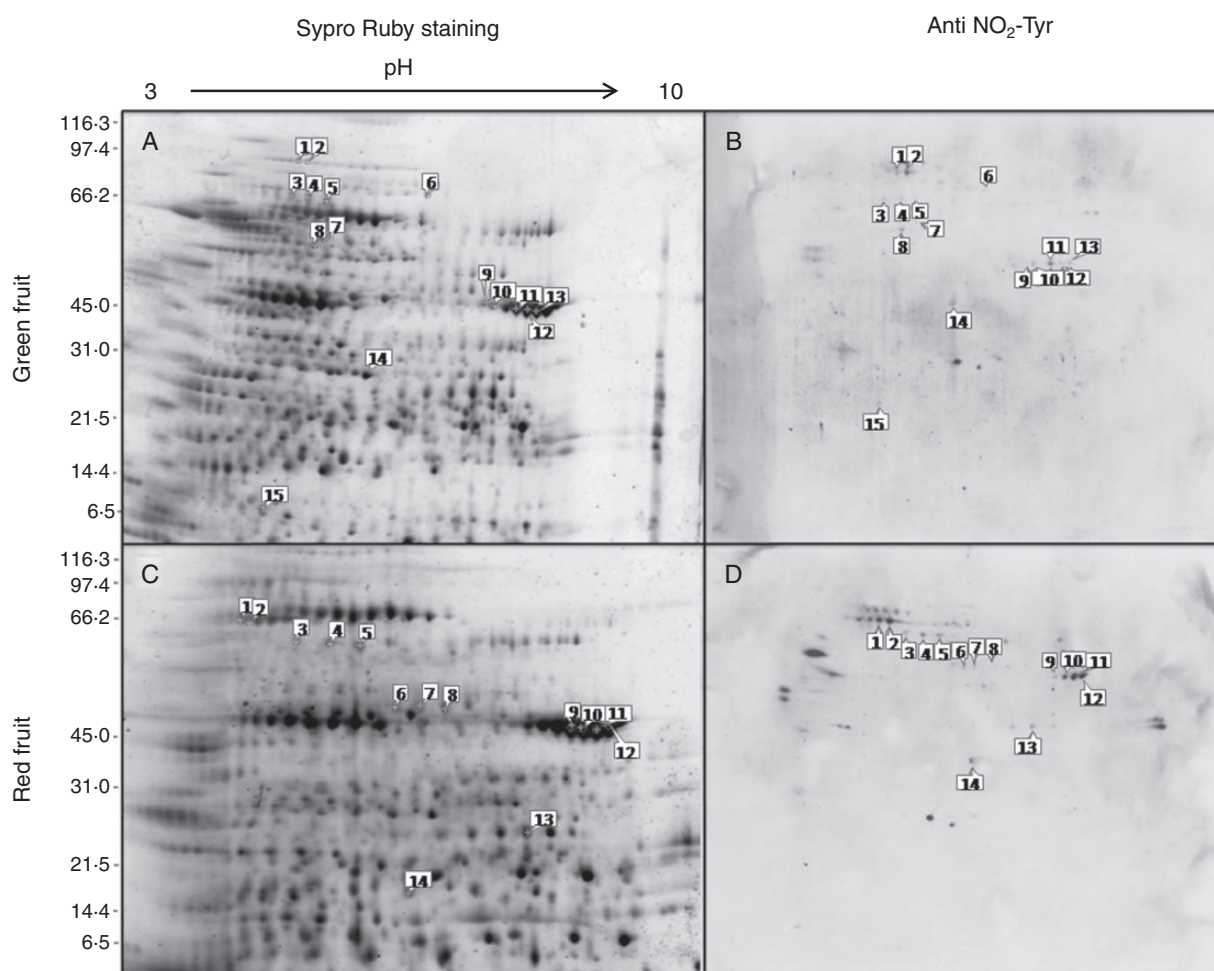 Sypro Ruby staining
Anti NO₂-Tyr
pH
3
10
Green fruit
116·3
97·4
66·2
45·0
31·0
21·5
14·4
6·5
A
1 2
3 4 5 6
8 7
9
10 11 13
12
14
15
B
1 2
6
3 4 5
7
8
11 13
9 10 12
14
15
Red fruit
116·3
97·4
66·2
45·0
31·0
21·5
14·4
6·5
C
1 2
3 4 5
6 7 8
9 10 11
12
13
14
D
1 2 3 4 5 6 7 8
9 10 11
12
13
14